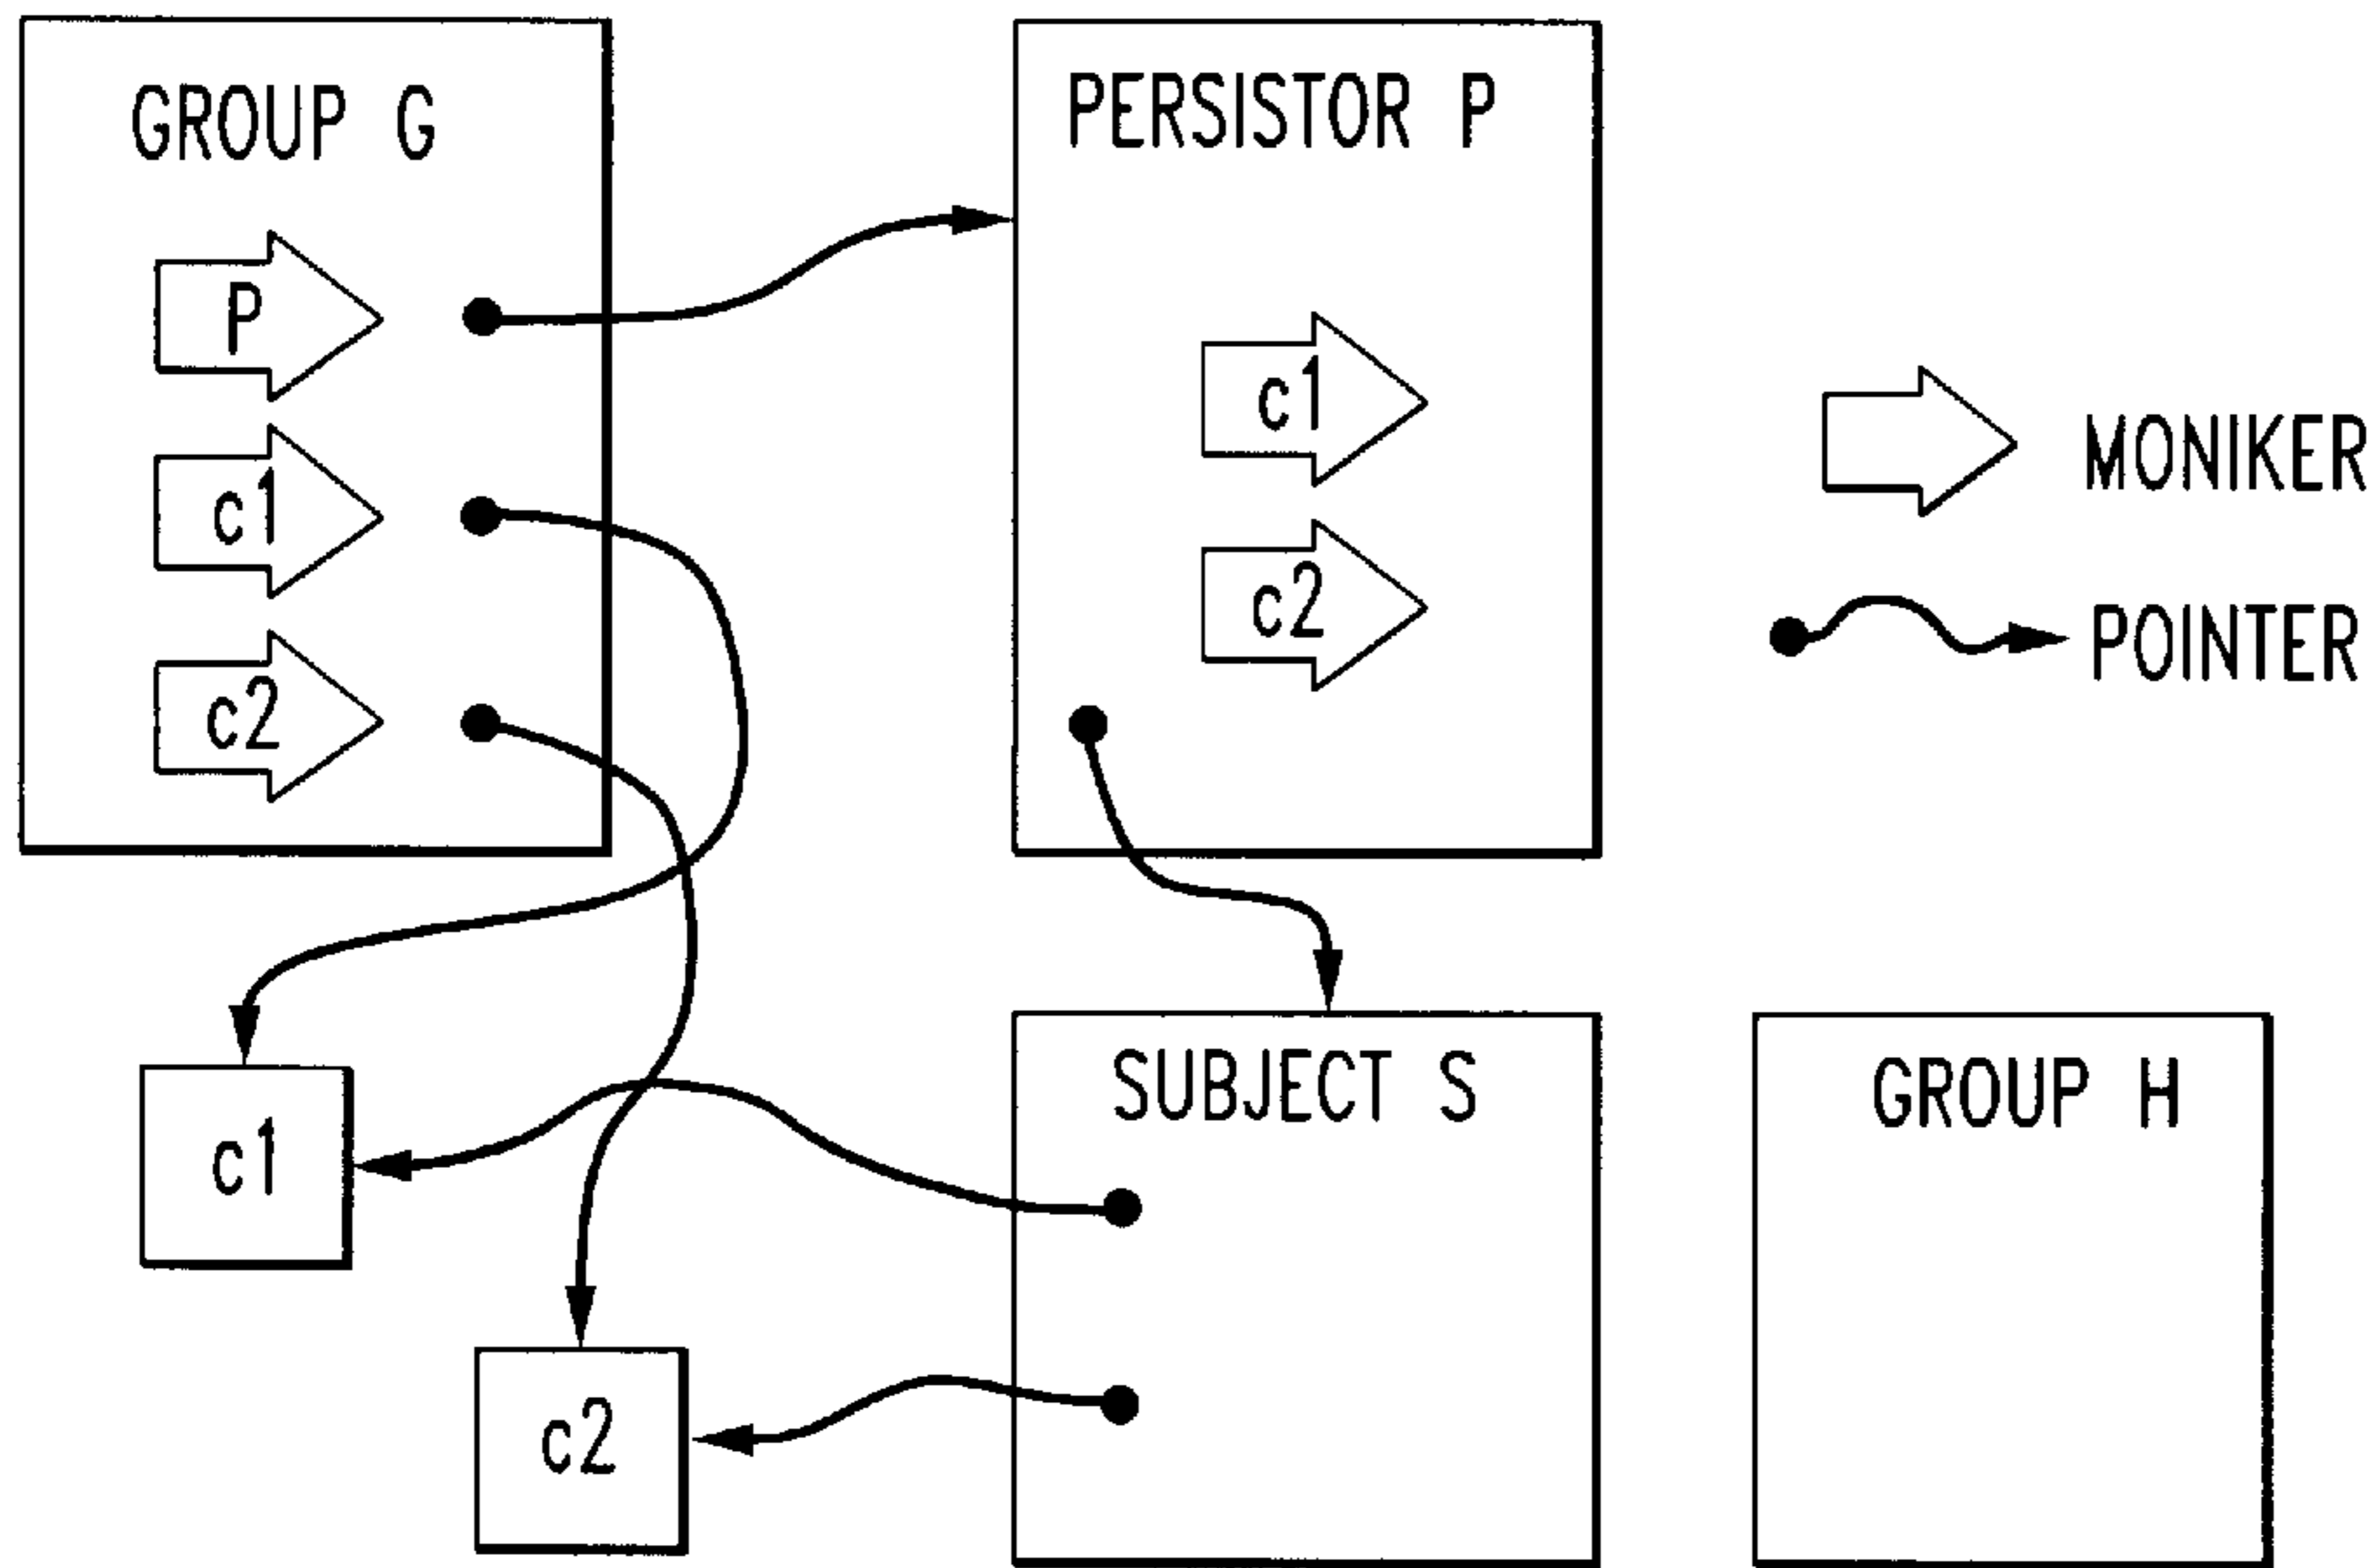 GROUP G
P
c1
c2
PERSISTOR P
c1
c2
MONIKER
POINTER
c1
c2
SUBJECT S
GROUP H